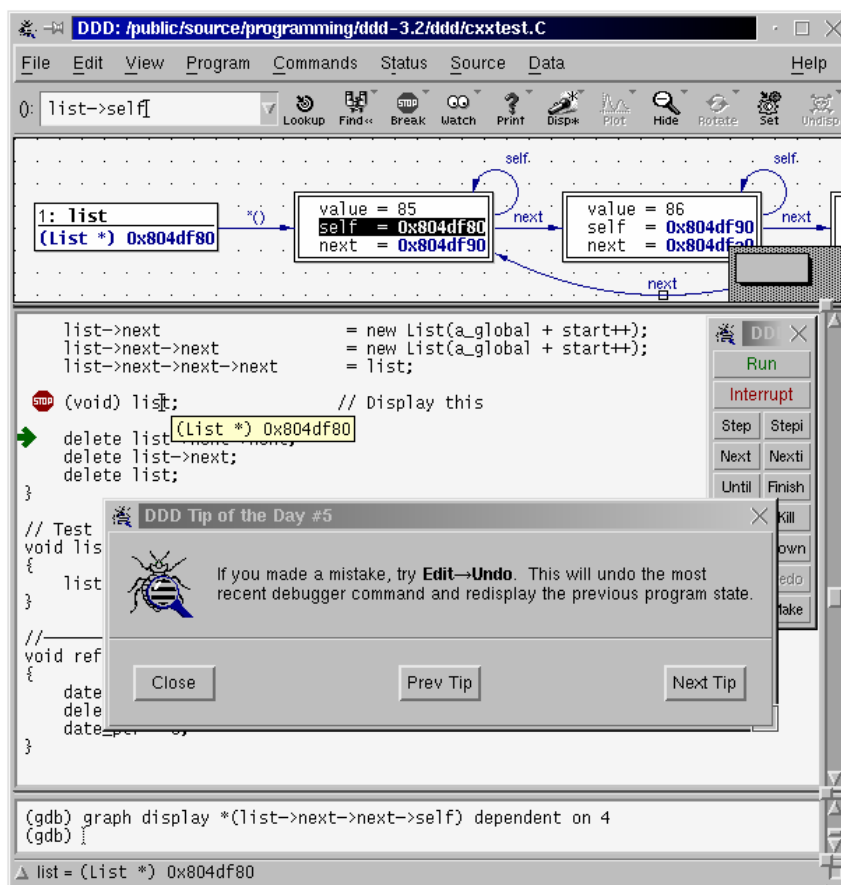 DDD: /public/source/programming/ddd-3.2/ddd/cxxtest.C
File Edit View Program Commands Status Source Data Help
(): list->self
Lookup Find« Break Watch Print Disp* Plot Hide Rotate Set Undisp
self
self
1: list
(List *) 0x804df80
*()
value = 85
self = 0x804df80
next = 0x804df90
next
value = 86
self = 0x804df90
next = 0x804dfa0
next
next
list->next = new List(a_global + start++);
list->next->next = new List(a_global + start++);
list->next->next->next = list;
STOP (void) list; // Display this
(List *) 0x804df80
delete list
delete list->next;
delete list;
}
// Test
void lis
{
list
}
//
void ref
{
date
dele
}
DDD
Run
Interrupt
Step Stepi
Next Nexti
Until Finish
Kill
own
edo
Make
DDD Tip of the Day #5
If you made a mistake, try Edit→Undo. This will undo the most
recent debugger command and redisplay the previous program state.
Close Prev Tip Next Tip
(gdb) graph display *(list->next->next->self) dependent on 4
(gdb)
list = (List *) 0x804df80